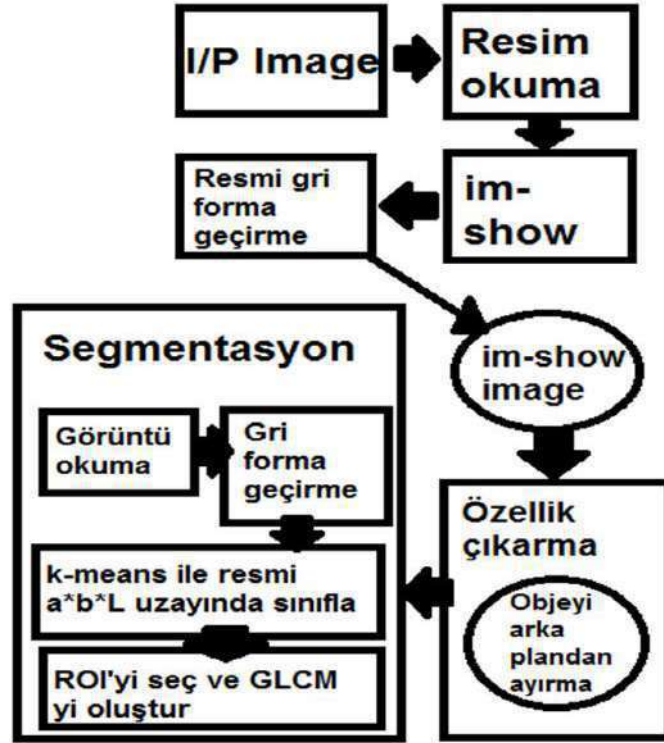 I/P Image
Resim
okuma
im-
show
Resmi gri
forma
geçirme
im-show
image
Özellik
çıkarma
Objeyi
arka
plandan
ayırma
Segmentasyon
Görüntü
okuma
Gri
forma
geçirme
k-means ile resmi
a*b*L uzayında sınıfla
ROI'yi seç ve GLCM
yi oluştur